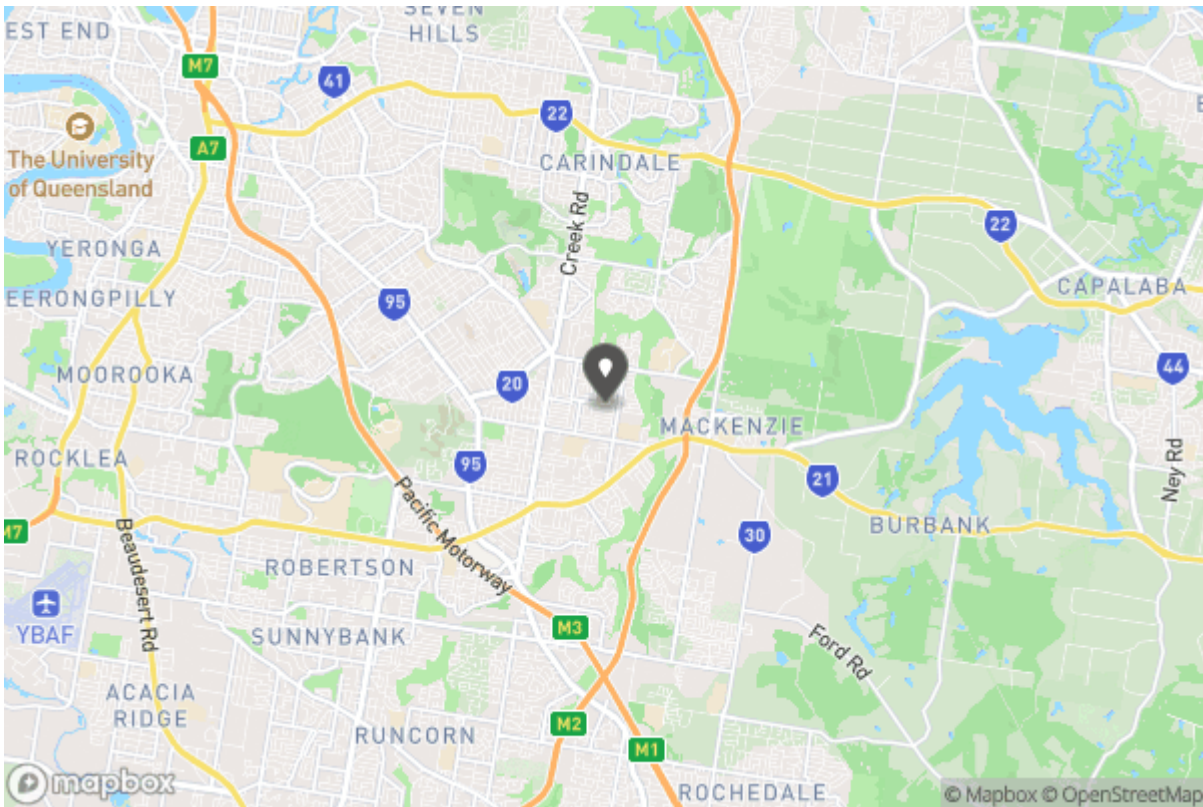 SEVEN
HILLS
EST END
M7
41
22
A7
CARINDALE
The University
of Queensland
Creek Rd
22
YERONGA
CAPALABA
EERONGPILLY
95
44
MOOROOKA
20
MACKENZIE
ROCKLEA
95
21
Ney Rd
Pacific Motorway
M7
Beaudesert Rd
BURBANK
30
ROBERTSON
YBAF
M3
SUNNYBANK
Ford Rd
ACACIA
RIDGE
M2
RUNCORN
M1
mapbox
ROCHEDALE
© Mapbox © OpenStreetMap